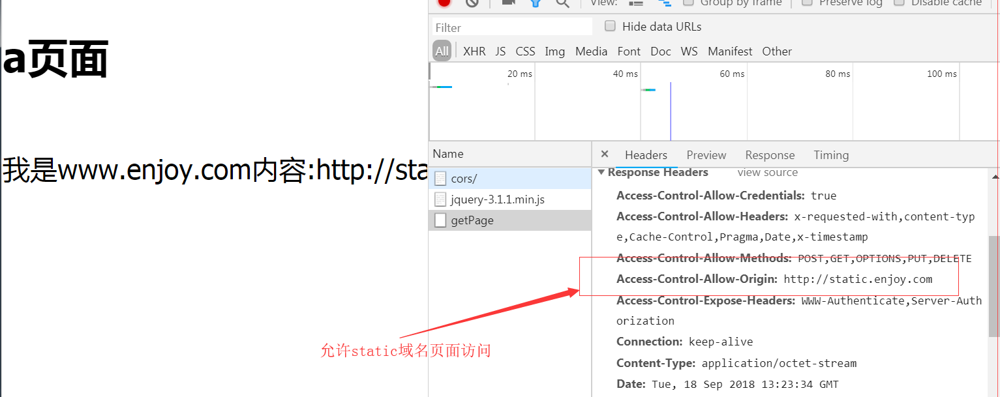 View: Group by frame Preserve log Disable cache
Filter Hide data URLs
All XHR JS CSS Img Media Font Doc WS Manifest Other
20 ms 40 ms 60 ms 80 ms 100 ms
a页面
我是www.enjoy.com内容:http://sta
Name
cors/
jquery-3.1.1.min.js
getPage
× Headers Preview Response Timing
Response Headers view source
Access-Control-Allow-Credentials: true
Access-Control-Allow-Headers: x-requested-with,content-typ
e,Cache-Control,Pragma,Date,x-timestamp
Access-Control-Allow-Methods: POST,GET,OPTIONS,PUT,DELETE
Access-Control-Allow-Origin: http://static.enjoy.com
Access-Control-Expose-Headers: WWW-Authenticate,Server-Auth
orization
Connection: keep-alive
Content-Type: application/octet-stream
Date: Tue, 18 Sep 2018 13:23:34 GMT
允许static域名页面访问